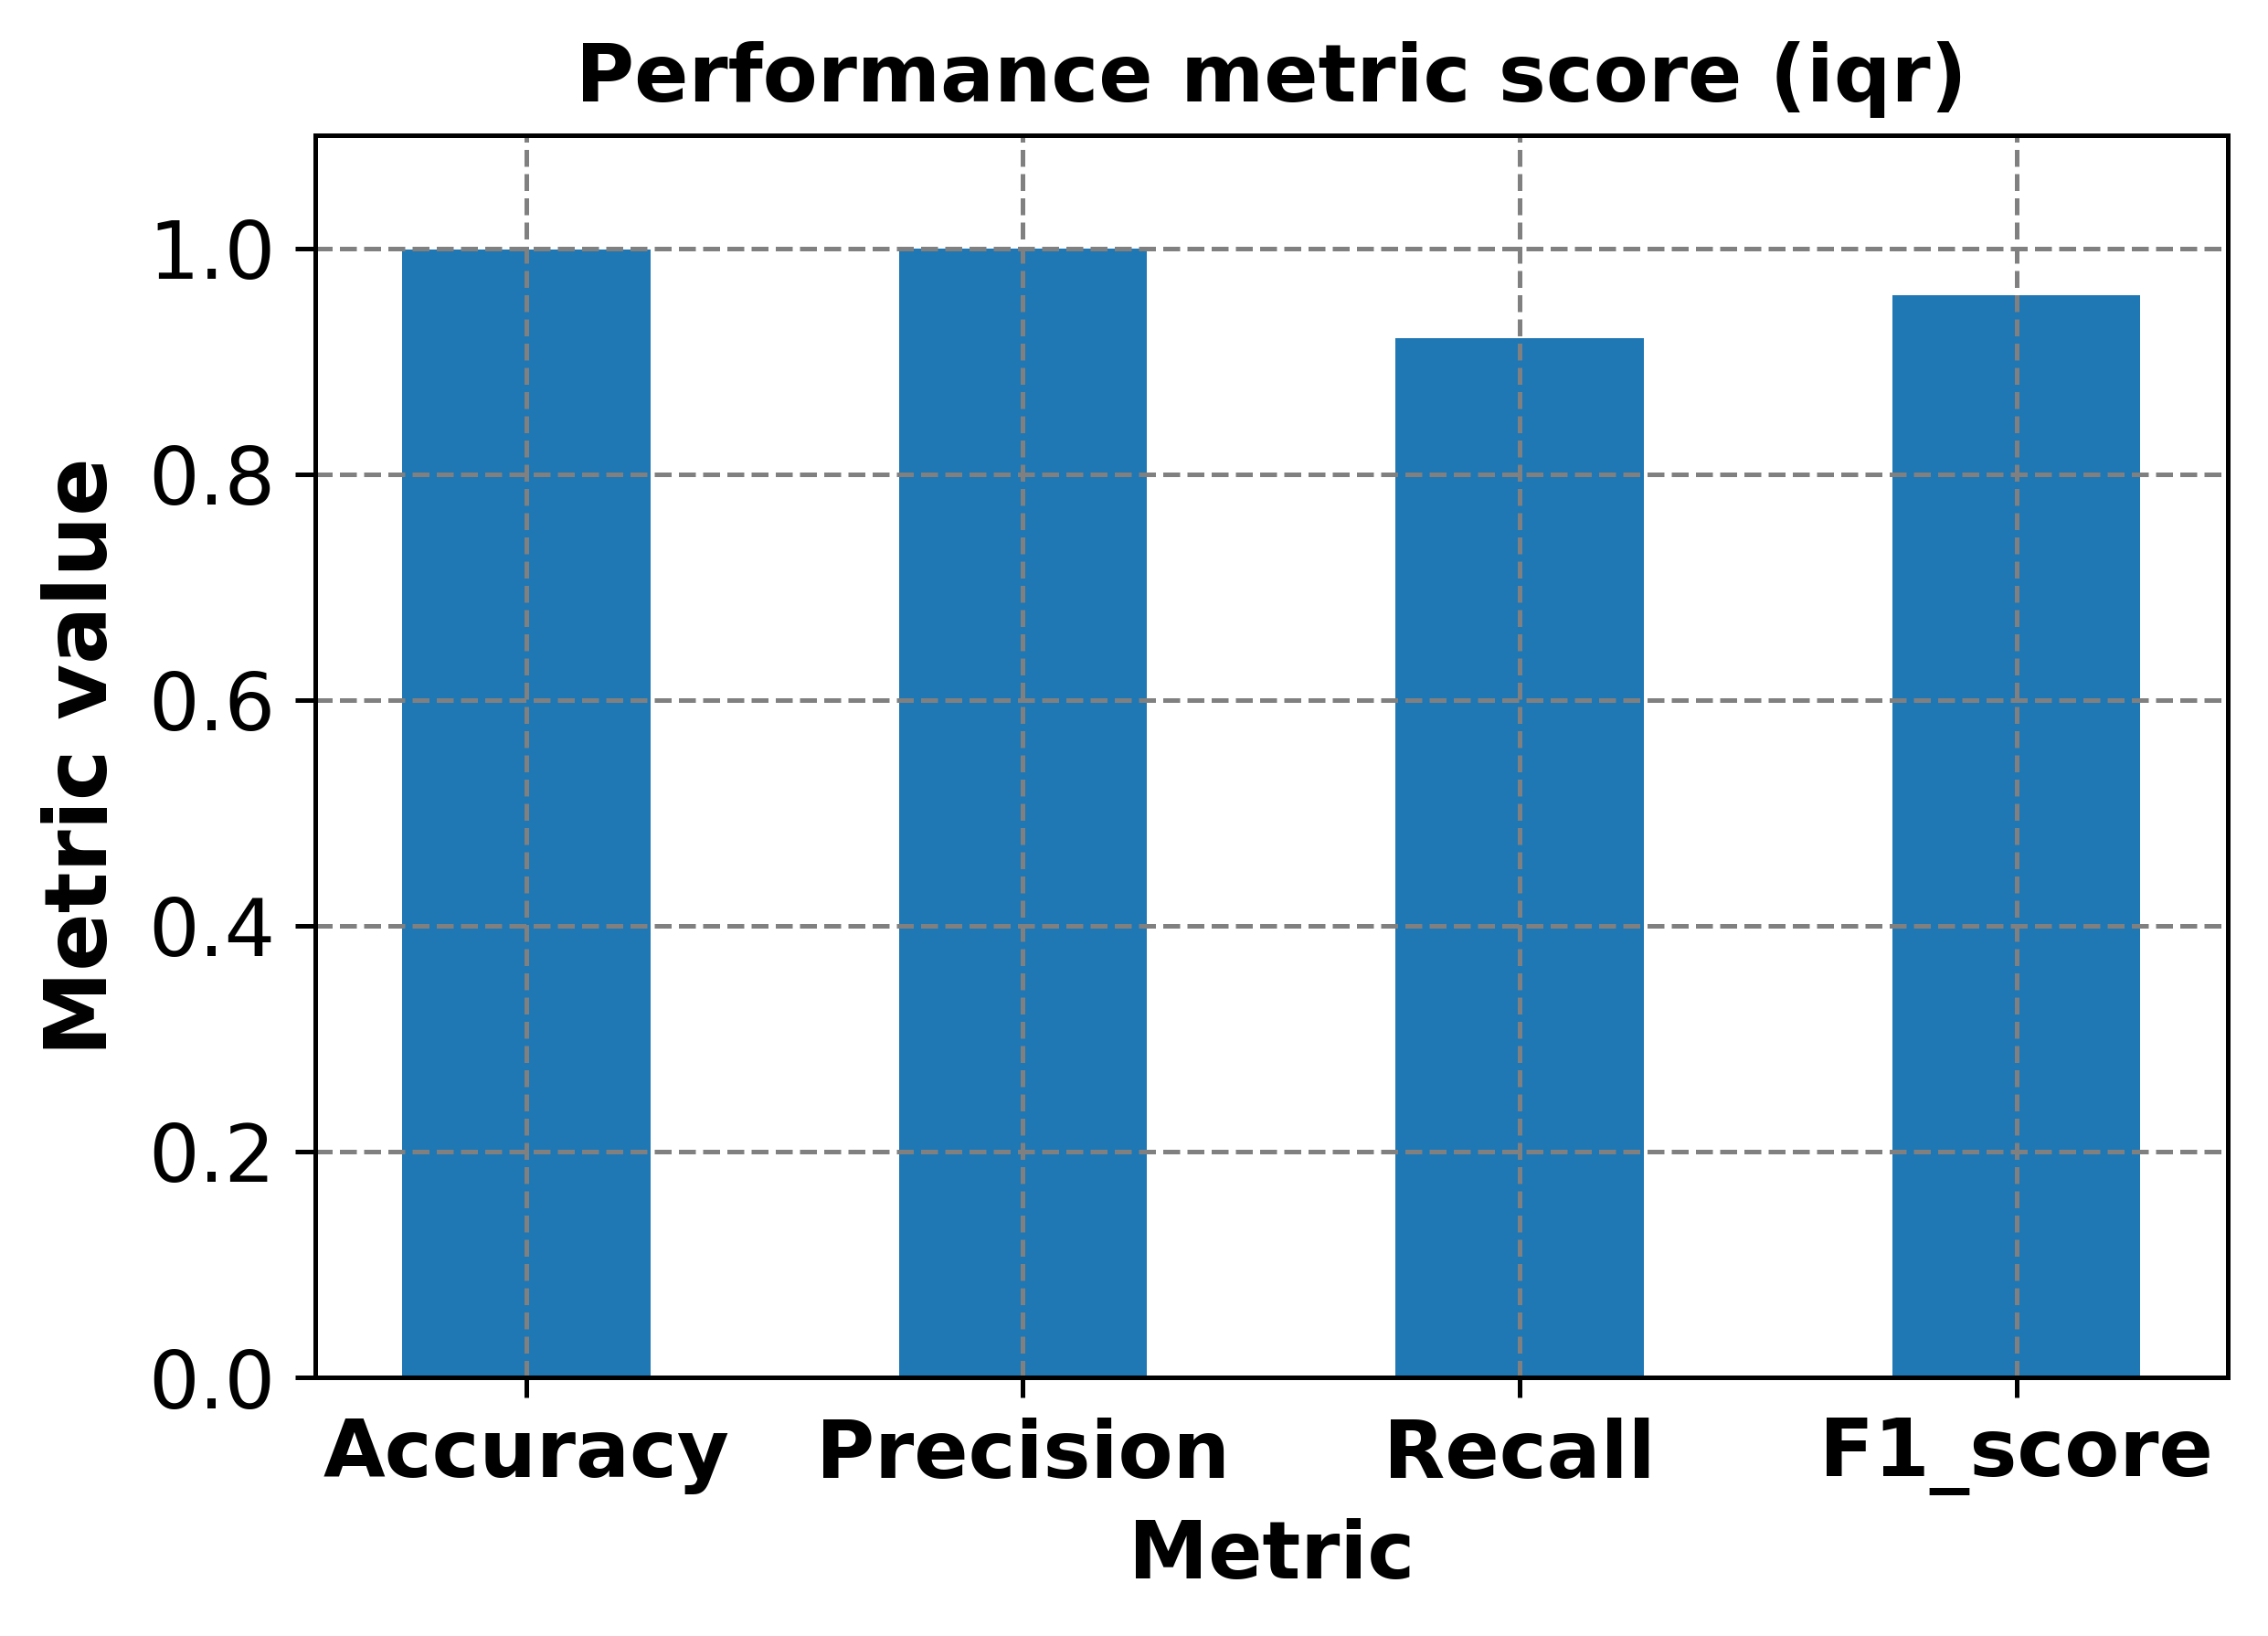 Performance metric score (iqr)
Metric value
1.0
0.8
0.6
0.4
0.2
0.0
Accuracy Precision Recall F1_score
Metric